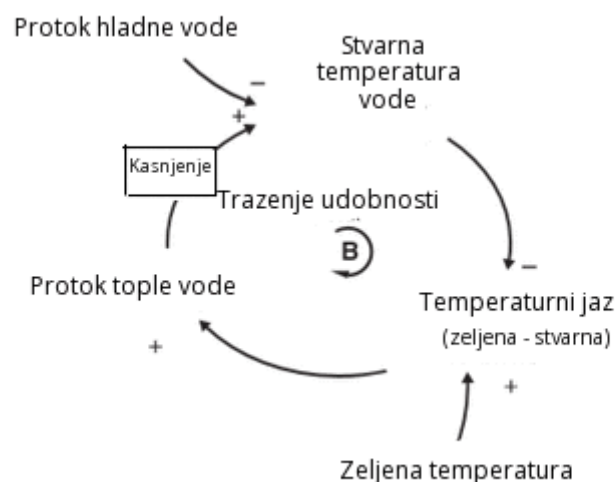 Protok hladne vode
Stvarna
temperatura
vode
−
+
Kasnjenje
Trazenje udobnosti
B
−
Protok tople vode
Temperaturni jaz
(zeljena - stvarna)
+
+
Zeljena temperatura